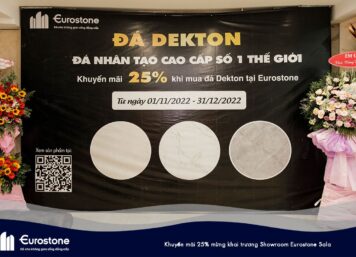 Eurostone
ĐÁ DEKTON
ĐÁ NHÂN TẠO CAO CẤP SỐ 1 THẾ GIỚI
Khuyến mãi 25% khi mua đá Dekton tại Eurostone
Từ ngày 01/11/2022 - 31/12/2022
Xem sản phẩm tại:
Eurostone
Khuyến mãi 25% mừng khai trương Showroom Eurostone Sala